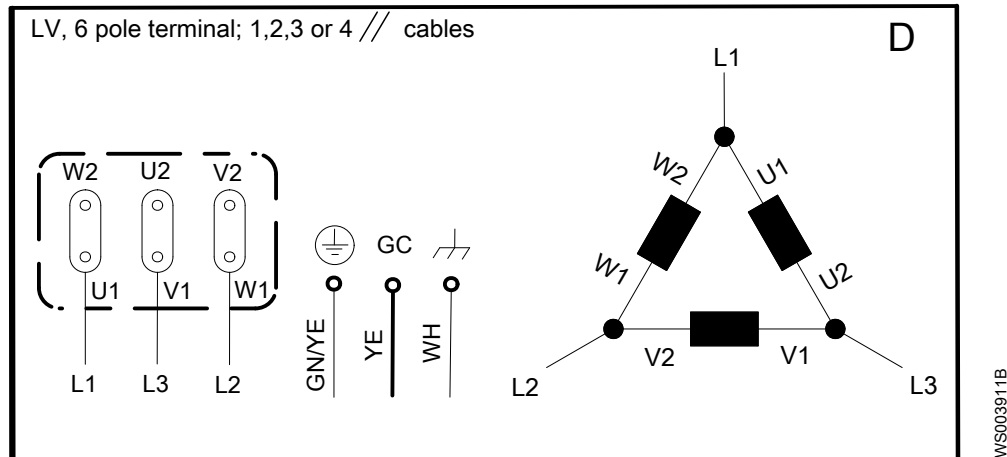 LV, 6 pole terminal; 1,2,3 or 4 // cables
D
W2 U2 V2
U1 V1 W1
L1 L3 L2
GC
GN/YE
YE
WH
L1
W2
U1
W1
U2
V2
V1
L2
L3
WS003911B